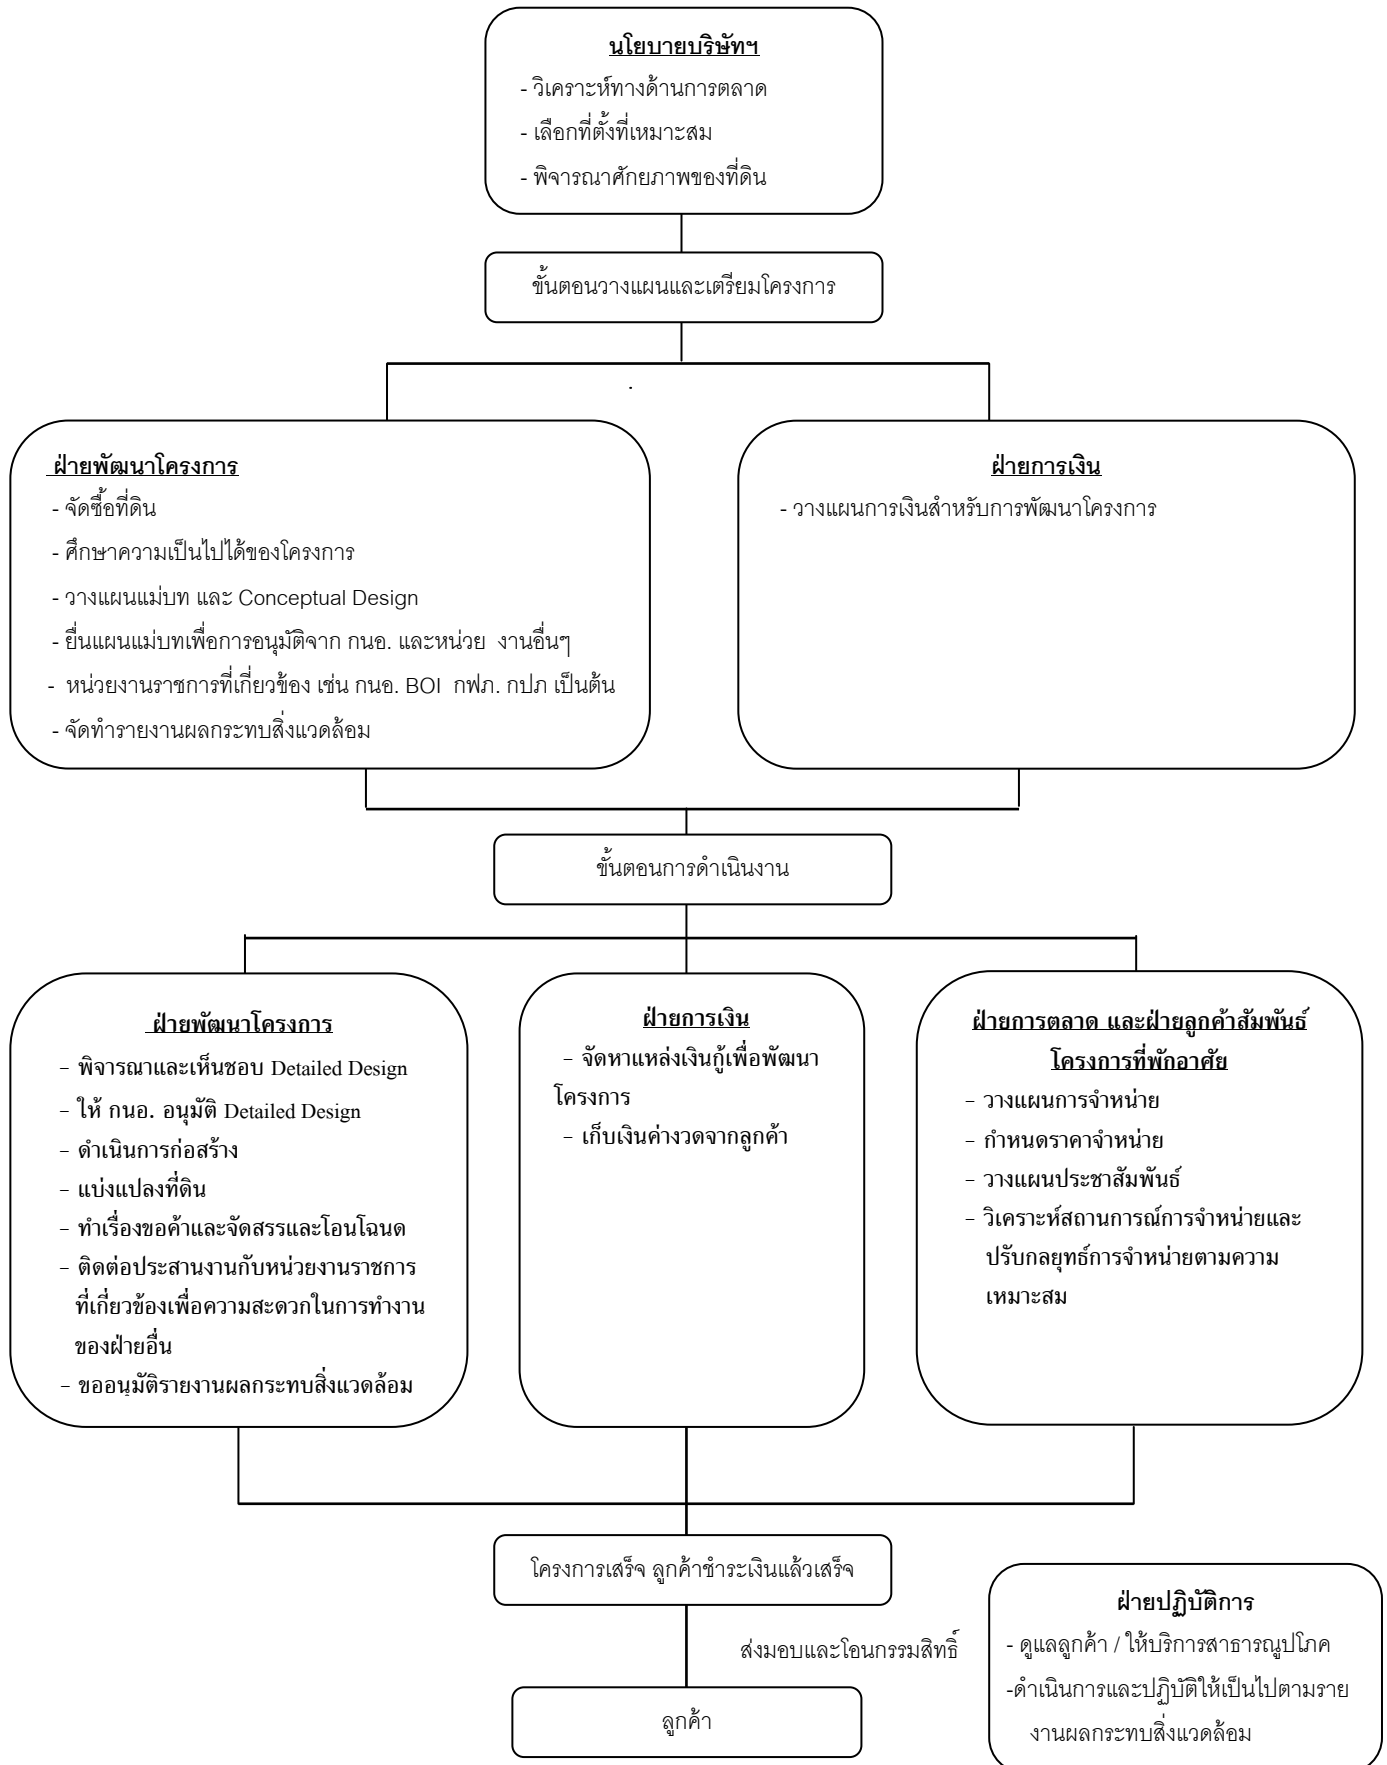 นโยบายบริษัทฯ
- วิเคราะห์ทางด้านการตลาด
- เลือกที่ตั้งที่เหมาะสม
- พิจารณาศักยภาพของที่ดิน
ขั้นตอนวางแผนและเตรียมโครงการ
.
ฝ่ายพัฒนาโครงการ
- จัดซื้อที่ดิน
- ศึกษาความเป็นไปได้ของโครงการ
- วางแผนแม่บท และ Conceptual Design
- ยื่นแผนแม่บทเพื่อการอนุมัติจาก กนอ. และหน่วย งานอื่นๆ
- หน่วยงานราชการที่เกี่ยวข้อง เช่น กนอ. BOI กฟภ. กปภ เป็นต้น
- จัดทำรายงานผลกระทบสิ่งแวดล้อม
ฝ่ายการเงิน
- วางแผนการเงินสำหรับการพัฒนาโครงการ
ขั้นตอนการดำเนินงาน
ฝ่ายพัฒนาโครงการ
- พิจารณาและเห็นชอบ Detailed Design
- ให้ กนอ. อนุมัติ Detailed Design
- ดำเนินการก่อสร้าง
- แบ่งแปลงที่ดิน
- ทำเรื่องขอค้าและจัดสรรและโอนโฉนด
- ติดต่อประสานงานกับหน่วยงานราชการ
ที่เกี่ยวข้องเพื่อความสะดวกในการทำงาน
ของฝ่ายอื่น
- ขออนุมัติรายงานผลกระทบสิ่งแวดล้อม
ฝ่ายการเงิน
- จัดหาแหล่งเงินกู้เพื่อพัฒนา
โครงการ
- เก็บเงินค่างวดจากลูกค้า
ฝ่ายการตลาด และฝ่ายลูกค้าสัมพันธ์
โครงการที่พักอาศัย
- วางแผนการจำหน่าย
- กำหนดราคาจำหน่าย
- วางแผนประชาสัมพันธ์
- วิเคราะห์สถานการณ์การจำหน่ายและ
ปรับกลยุทธ์การจำหน่ายตามความ
เหมาะสม
โครงการเสร็จ ลูกค้าชำระเงินแล้วเสร็จ
ส่งมอบและโอนกรรมสิทธิ์
ลูกค้า
ฝ่ายปฏิบัติการ
- ดูแลลูกค้า / ให้บริการสาธารณูปโภค
-ดำเนินการและปฏิบัติให้เป็นไปตามราย
งานผลกระทบสิ่งแวดล้อม